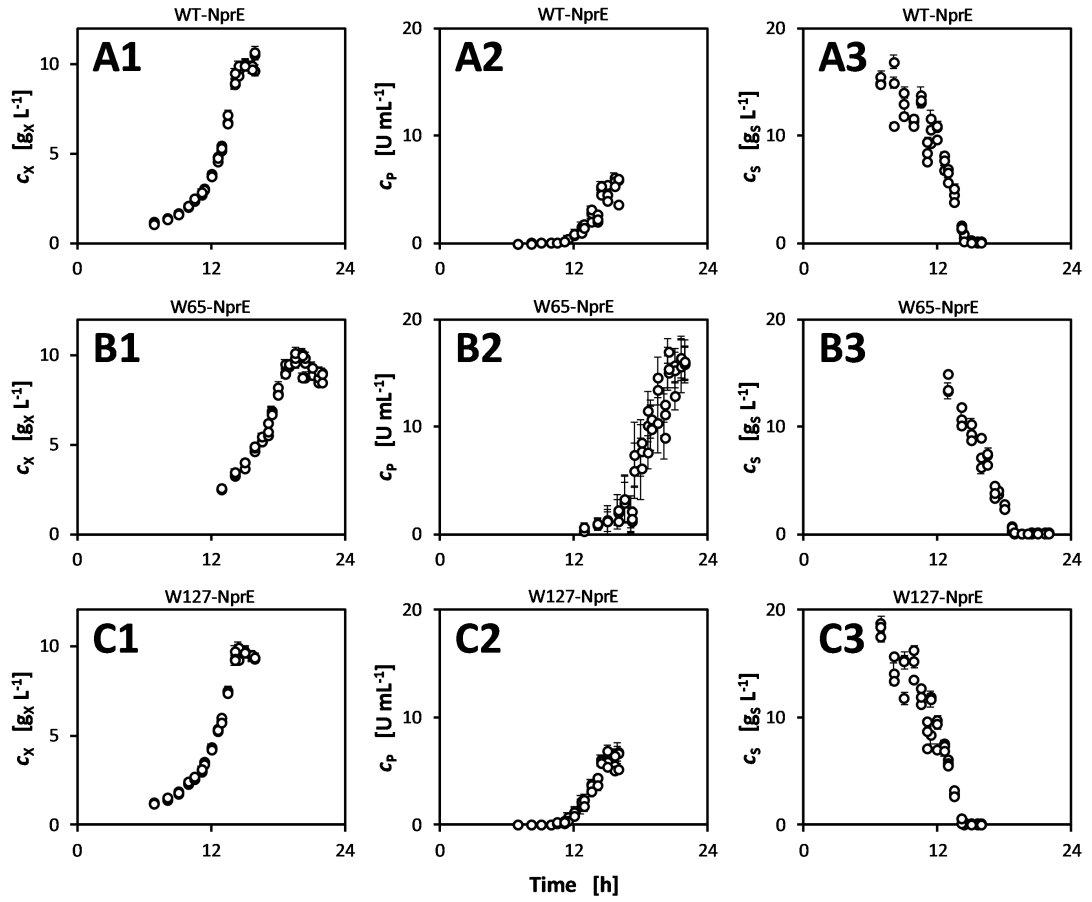 WT-NprE WT-NprE WT-NprE
A1 A2 A3
cX [gX L-1] 10 5 0
cP [U mL-1] 20 10 0
cS [gS L-1] 20 10 0
0 12 24 0 12 24 0 12 24
W65-NprE W65-NprE W65-NprE
B1 B2 B3
cX [gX L-1] 10 5 0
cP [U mL-1] 20 10 0
cS [gS L-1] 20 10 0
0 12 24 0 12 24 0 12 24
W127-NprE W127-NprE W127-NprE
C1 C2 C3
cX [gX L-1] 10 5 0
cP [U mL-1] 20 10 0
cS [gS L-1] 20 10 0
0 12 24 0 12 24 0 12 24
Time [h]